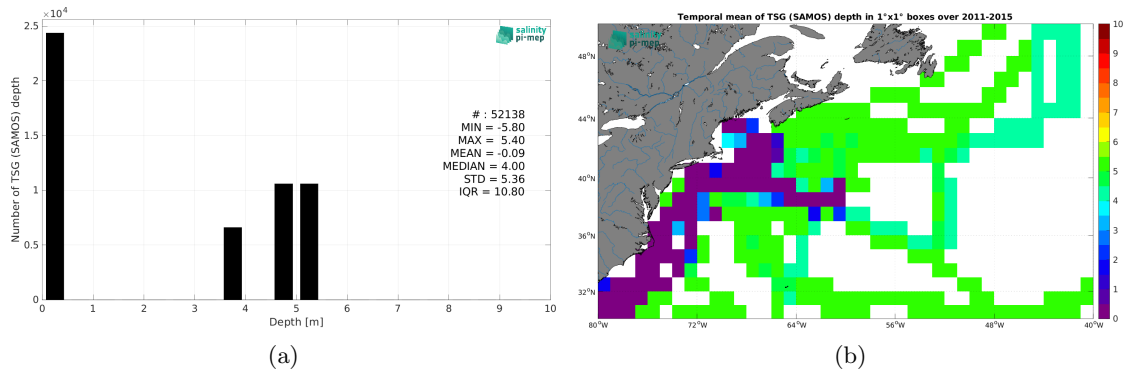 ×10⁴
2.5
2
1.5
1
0.5
0
0 1 2 3 4 5 6 7 8 9 10
Number of TSG (SAMOS) depth
Depth [m]
salinity
pi-mep
# : 52138
MIN = -5.80
MAX = 5.40
MEAN = -0.09
MEDIAN = 4.00
STD = 5.36
IQR = 10.80
(a)
Temporal mean of TSG (SAMOS) depth in 1°x1° boxes over 2011-2015
salinity
pi-mep
48°N
44°N
40°N
36°N
32°N
80°W 72°W 64°W 56°W 48°W 40°W
10
9
8
7
6
5
4
3
2
1
0
(b)